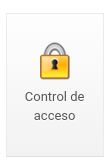 Control de
acceso